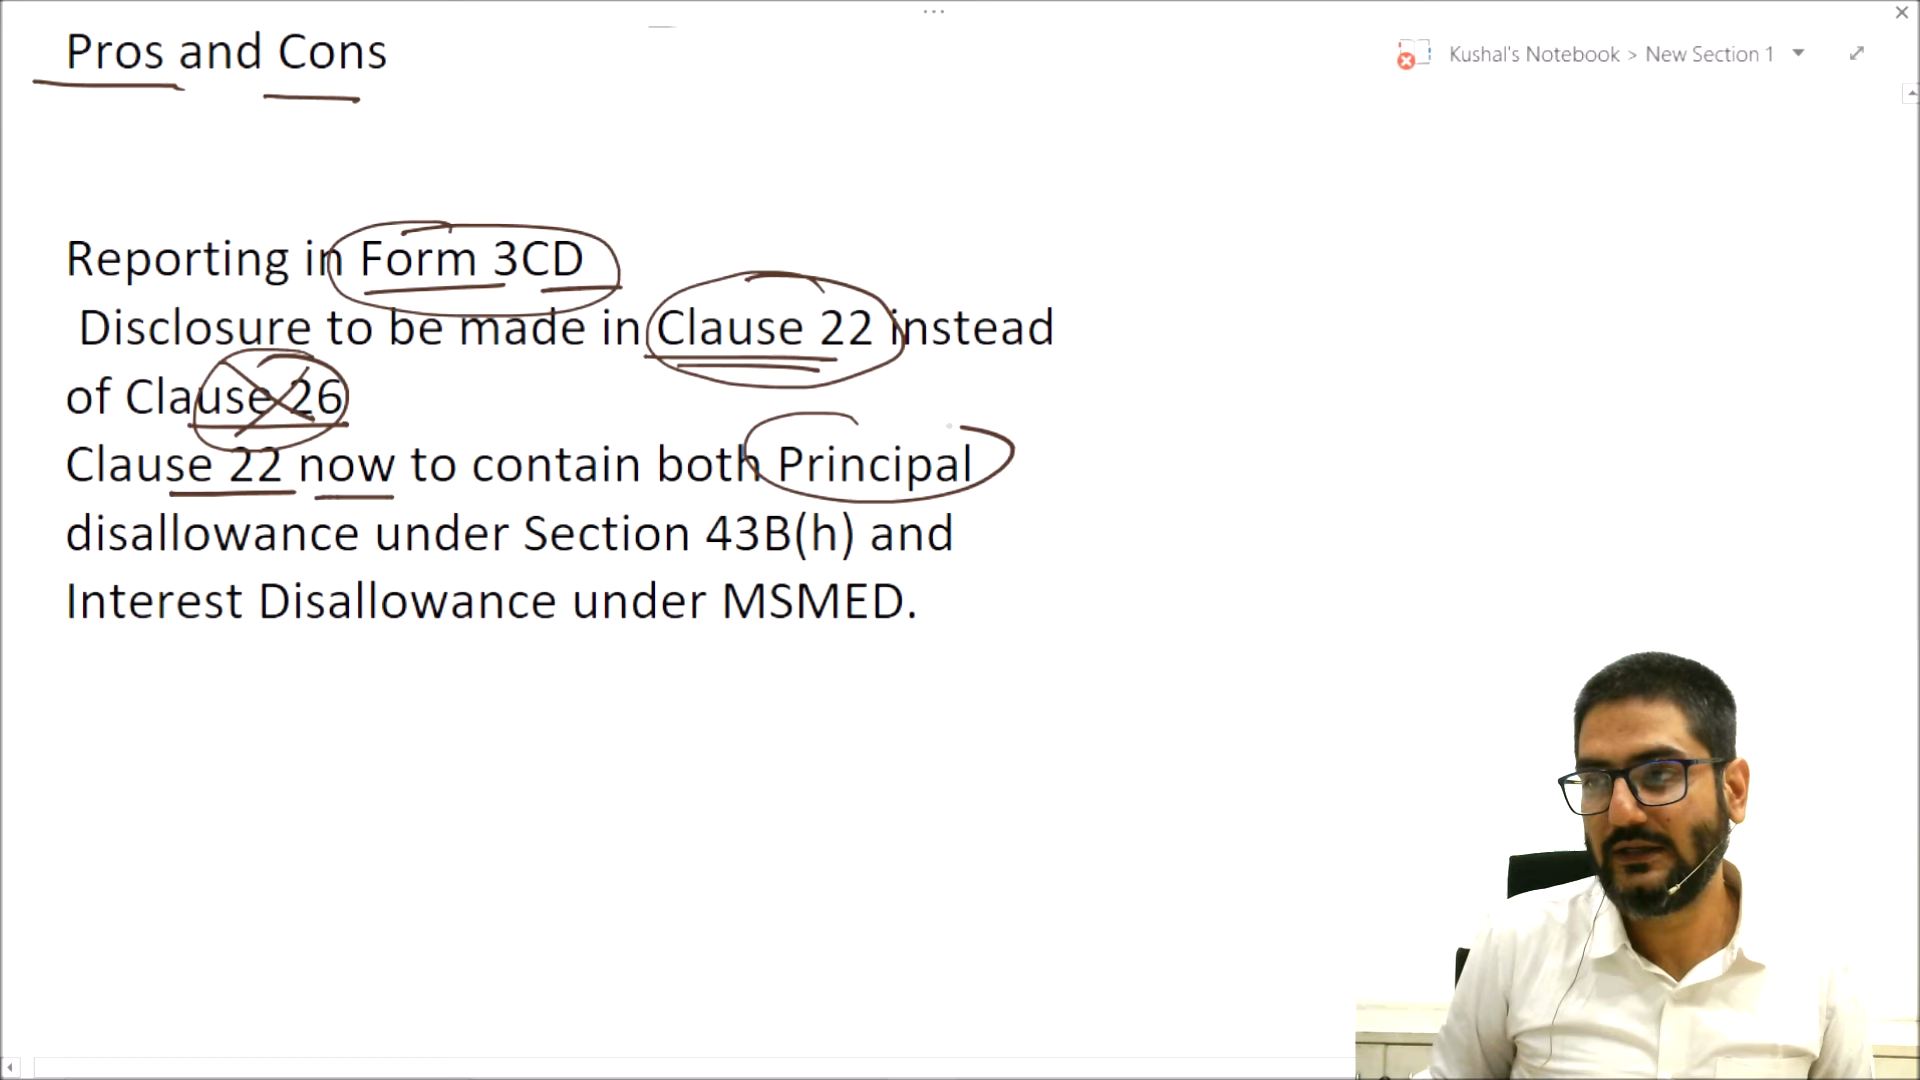 Pros and Cons
Kushal's Notebook > New Section 1
Reporting in Form 3CD
Disclosure to be made in Clause 22 instead
of Clause 26
Clause 22 now to contain both Principal
disallowance under Section 43B(h) and
Interest Disallowance under MSMED.